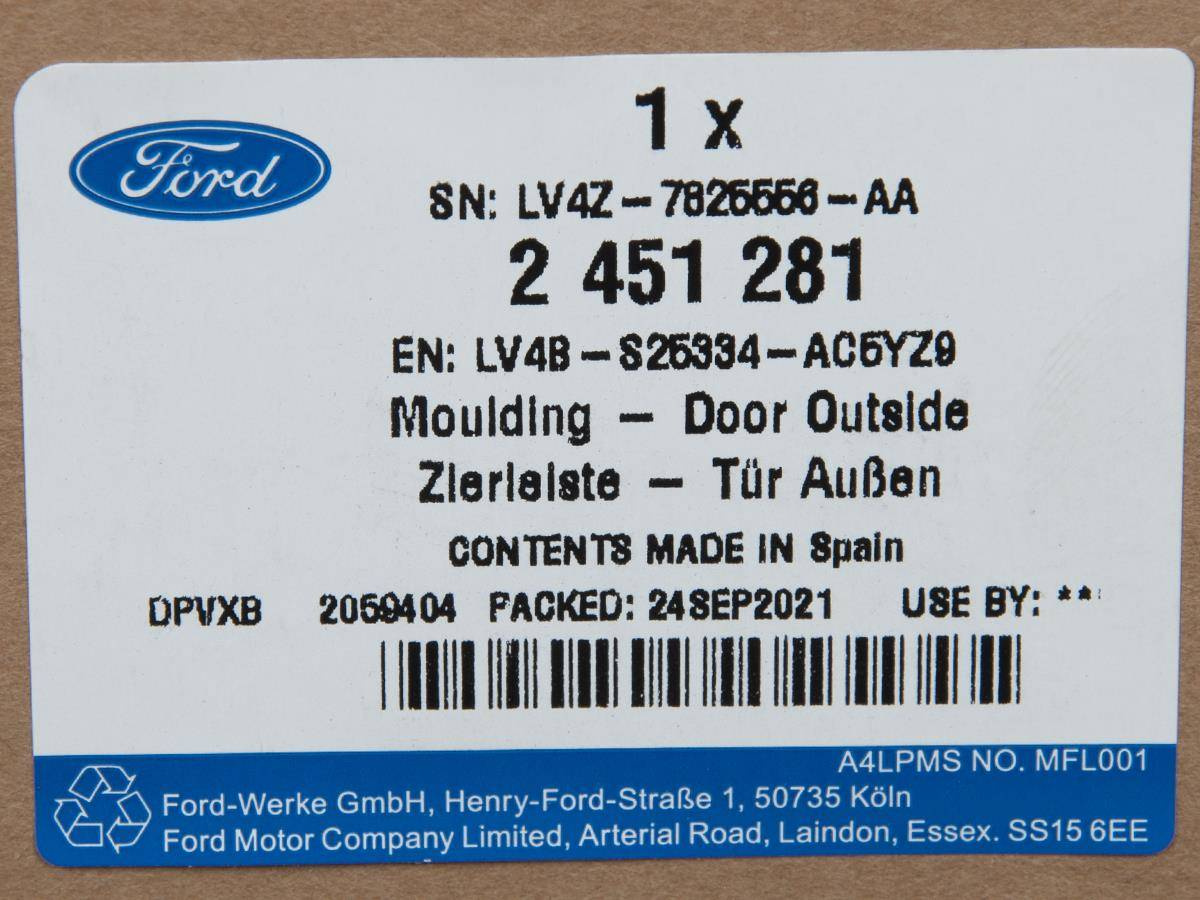 Ford
1 x
SN: LV4Z-7825556-AA
2 451 281
EN: LV4B-S25334-AC5YZ9
Moulding - Door Outside
Zierleiste - Tür Außen
CONTENTS MADE IN Spain
DPVXB 2059404 PACKED: 24SEP2021 USE BY: **
A4LPMS NO. MFL001
Ford-Werke GmbH, Henry-Ford-Straße 1, 50735 Köln
Ford Motor Company Limited, Arterial Road, Laindon, Essex. SS15 6EE